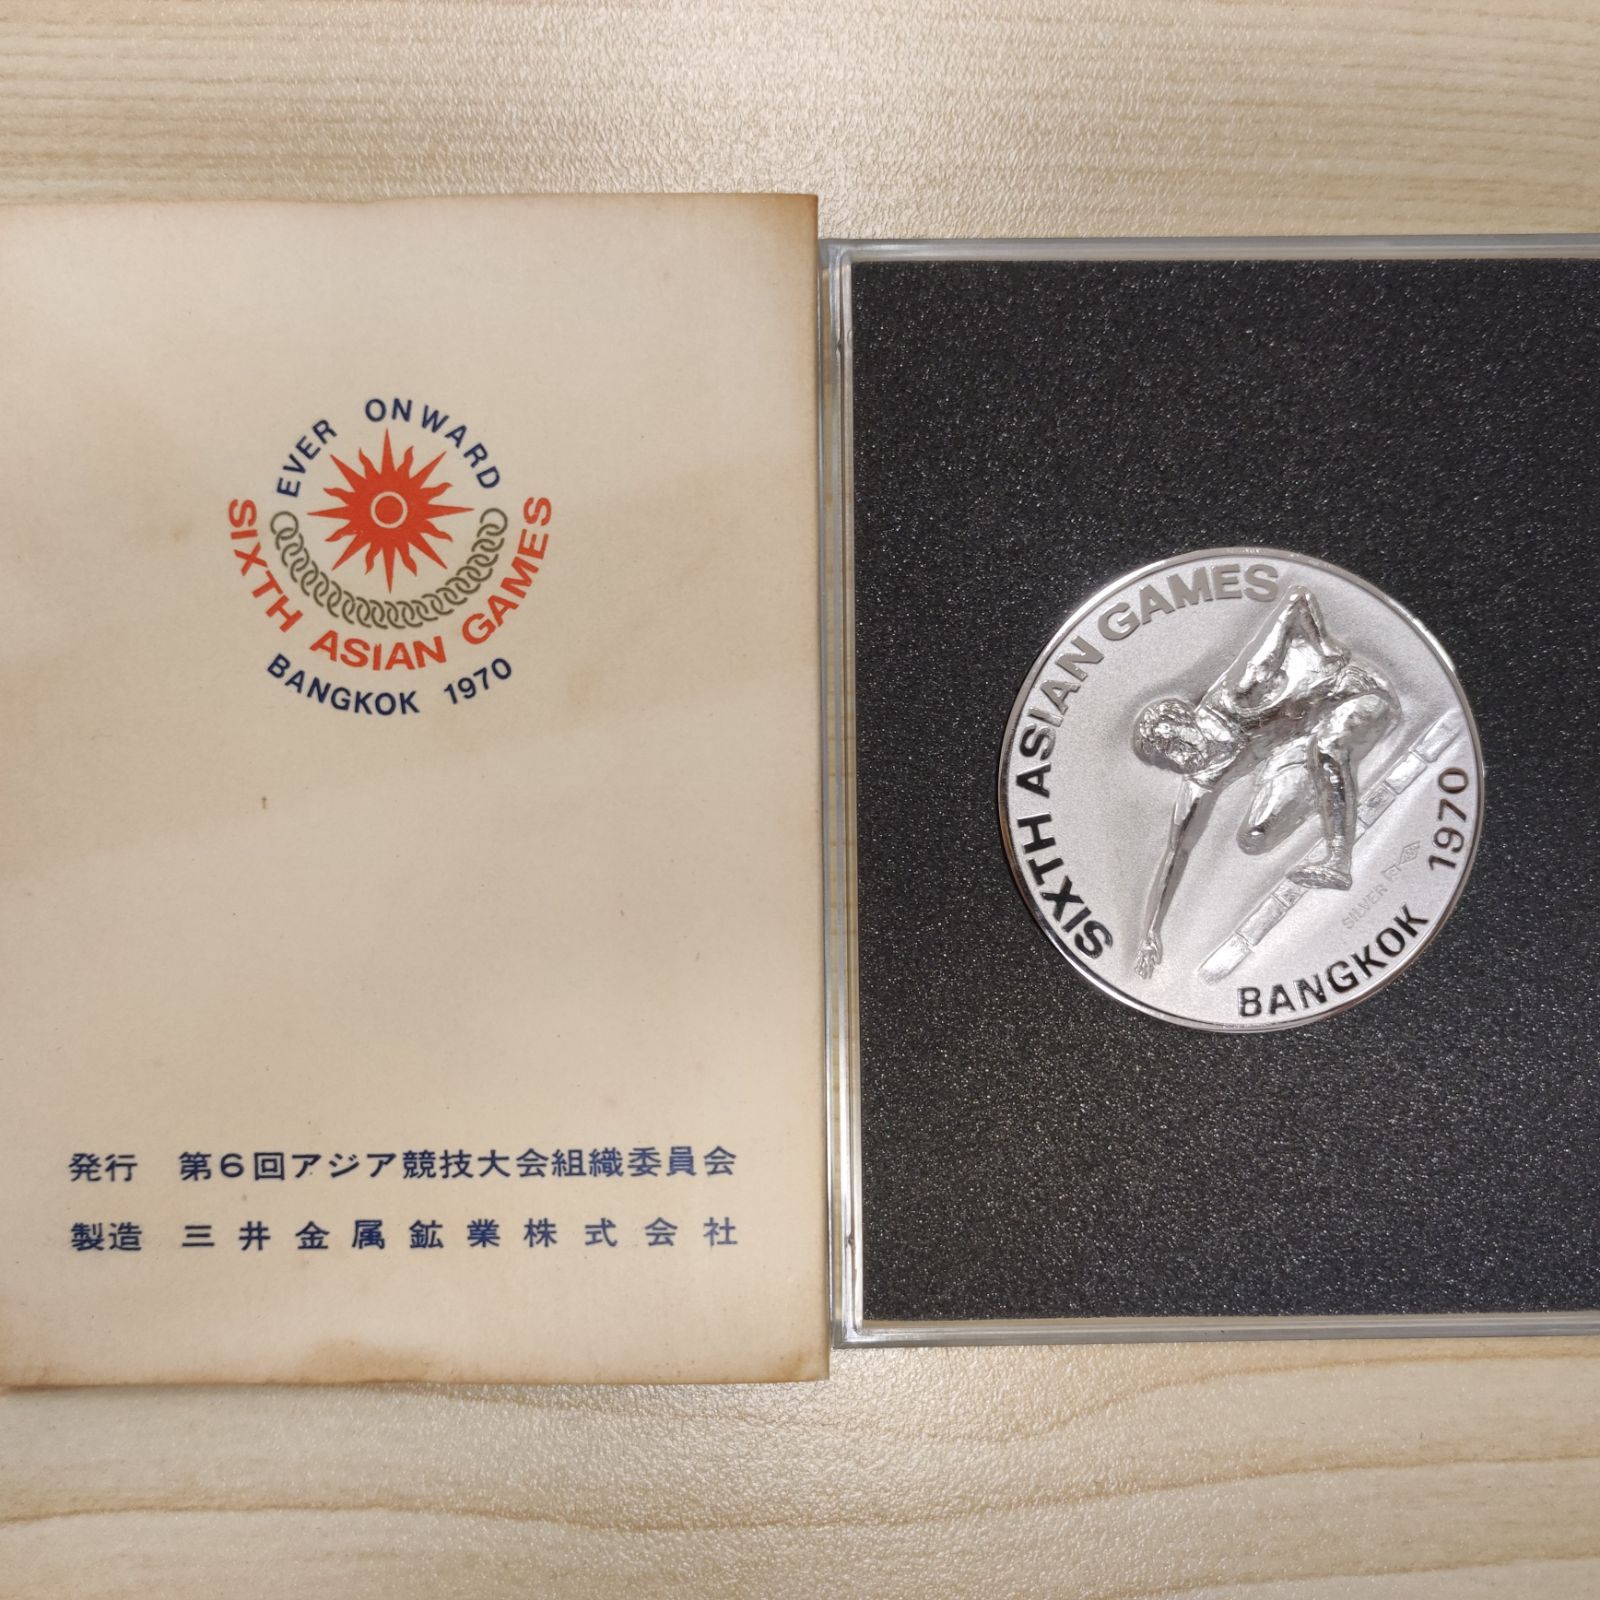 EVER ONWARD
SIXTH ASIAN GAMES
BANGKOK 1970
発行 第6回アジア競技大会組織委員会
製造 三井金属鉱業株式会社
SIXTH ASIAN GAMES
SILVER
BANGKOK 1970